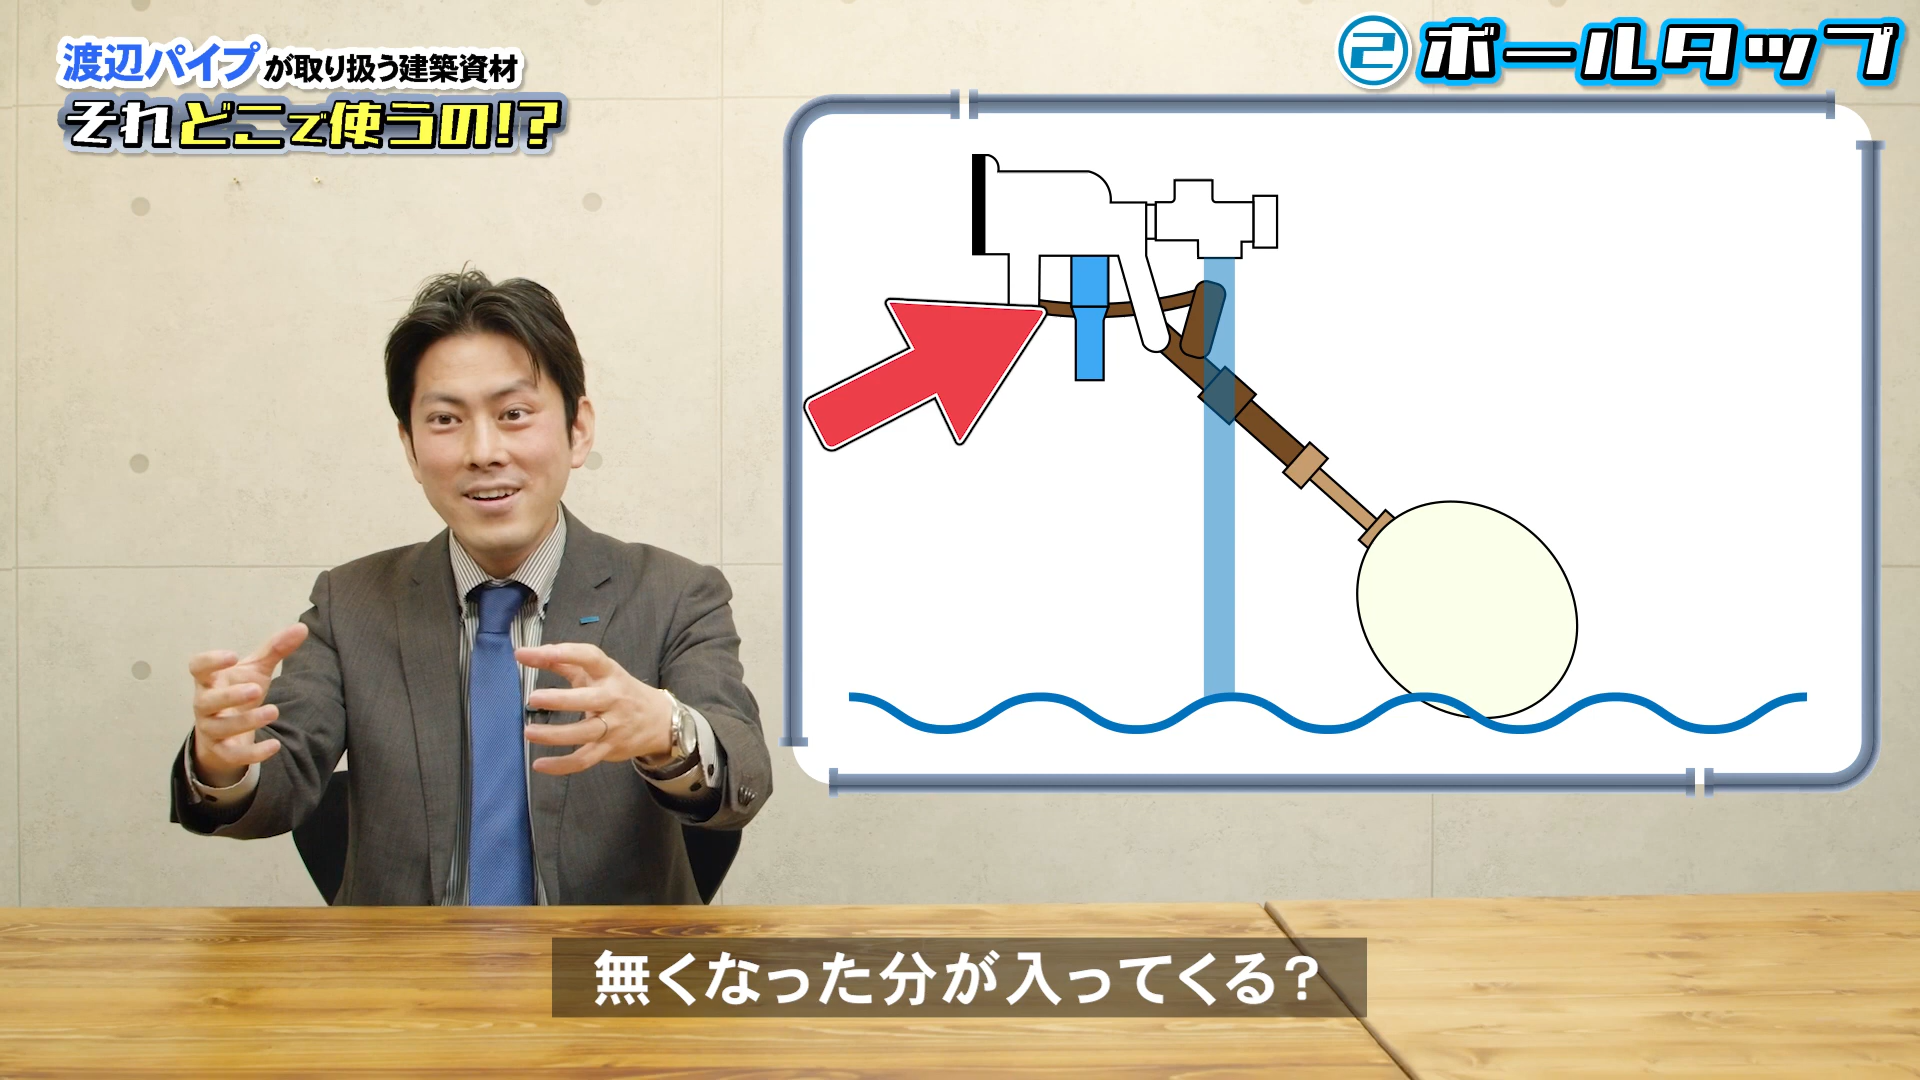 渡辺パイプが取り扱う建築資材
それどこで使うの!?
②ボールタップ
無くなった分が入ってくる?